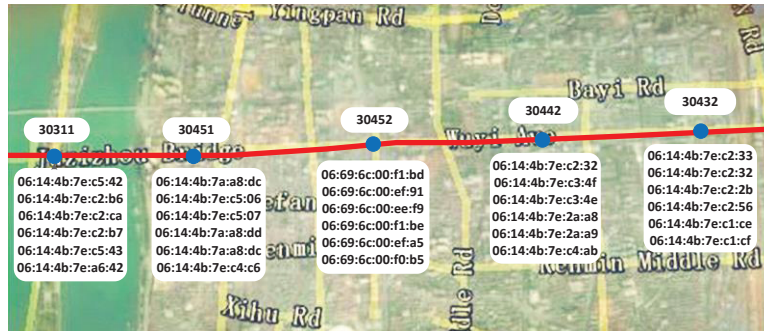 Yingpan Rd
Bayi Rd
30311
30451
30452
30442
30432
Wuyi Ave
Bridge
06:14:4b:7e:c5:42
06:14:4b:7e:c2:b6
06:14:4b:7e:c2:ca
06:14:4b:7e:c2:b7
06:14:4b:7e:c5:43
06:14:4b:7e:a6:42
06:14:4b:7a:a8:dc
06:14:4b:7e:c5:06
06:14:4b:7e:c5:07
06:14:4b:7a:a8:dd
06:14:4b:7a:a8:dc
06:14:4b:7e:c4:c6
06:69:6c:00:f1:bd
06:69:6c:00:ef:91
06:69:6c:00:ee:f9
06:69:6c:00:f1:be
06:69:6c:00:ef:a5
06:69:6c:00:f0:b5
06:14:4b:7e:c2:32
06:14:4b:7e:c3:4f
06:14:4b:7e:c3:4e
06:14:4b:7e:2a:a8
06:14:4b:7e:2a:a9
06:14:4b:7e:c4:ab
06:14:4b:7e:c2:33
06:14:4b:7e:c2:32
06:14:4b:7e:c2:2b
06:14:4b:7e:c2:56
06:14:4b:7e:c1:ce
06:14:4b:7e:c1:cf
Middle Rd
Xihu Rd
Rd